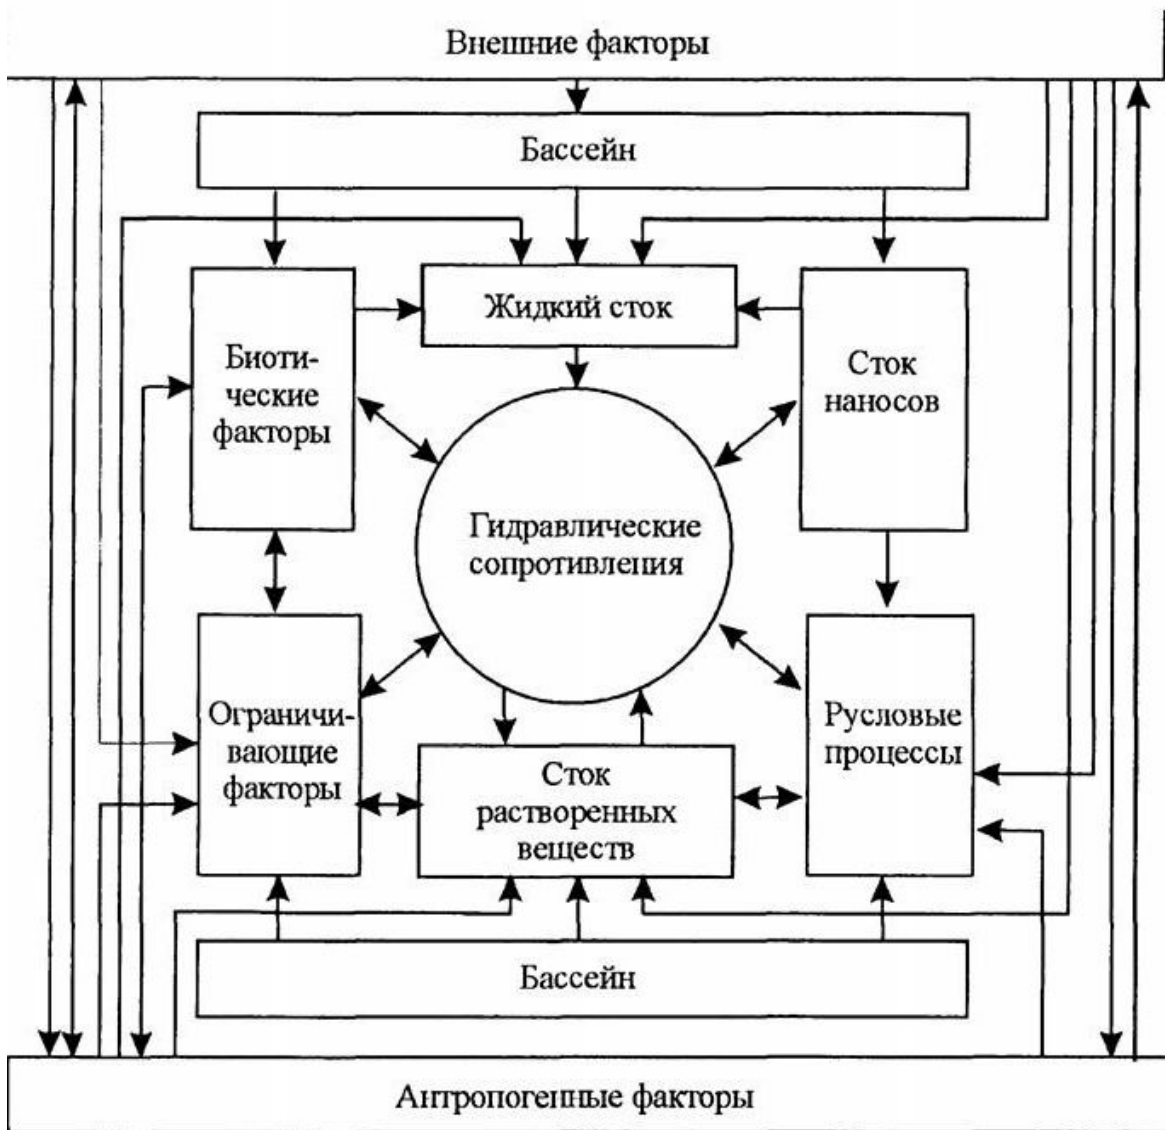 Внешние факторы
Бассейн
Жидкий сток
Биоти-
ческие
факторы
Сток
наносов
Гидравлические
сопротивления
Ограничи-
вающие
факторы
Сток
растворенных
веществ
Русловые
процессы
Бассейн
Антропогенные факторы